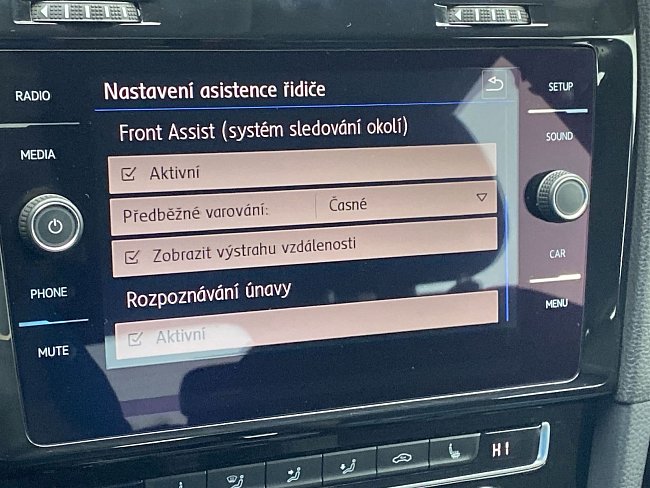 RADIO
MEDIA
PHONE
MUTE
Nastavení asistence řidiče
Front Assist (systém sledování okolí)
Aktivní
Předběžné varování: Časné
Zobrazit výstrahu vzdálenosti
Rozpoznávání únavy
Aktivní
SETUP
SOUND
CAR
MENU
HI